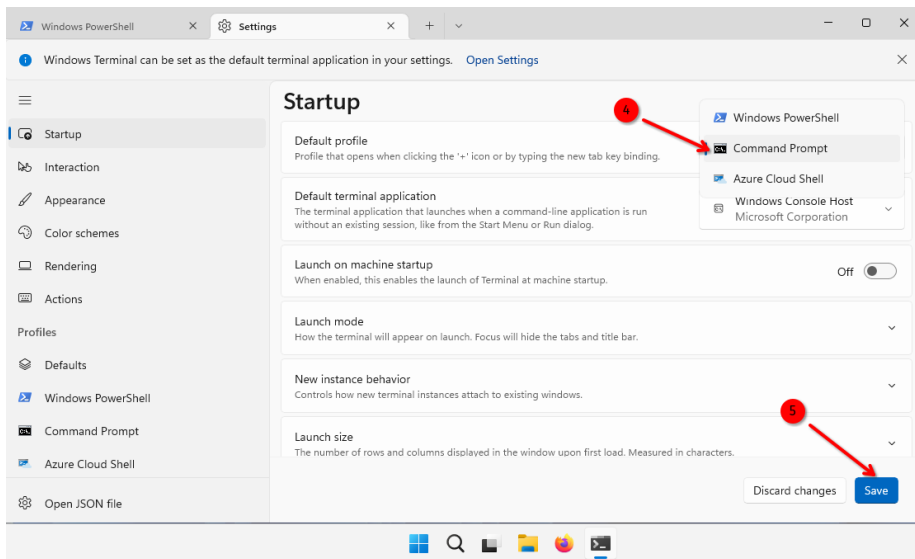 Windows PowerShell
Settings
Windows Terminal can be set as the default terminal application in your settings. Open Settings
Startup
Interaction
Appearance
Color schemes
Rendering
Actions
Profiles
Defaults
Windows PowerShell
Command Prompt
Azure Cloud Shell
Open JSON file
Startup
Default profile
Profile that opens when clicking the '+' icon or by typing the new tab key binding.
4
Windows PowerShell
Command Prompt
Azure Cloud Shell
Default terminal application
The terminal application that launches when a command-line application is run
without an existing session, like from the Start Menu or Run dialog.
Windows Console Host
Microsoft Corporation
Launch on machine startup
When enabled, this enables the launch of Terminal at machine startup.
Off
Launch mode
How the terminal will appear on launch. Focus will hide the tabs and title bar.
New instance behavior
Controls how new terminal instances attach to existing windows.
Launch size
The number of rows and columns displayed in the window upon first load. Measured in characters.
5
Discard changes
Save